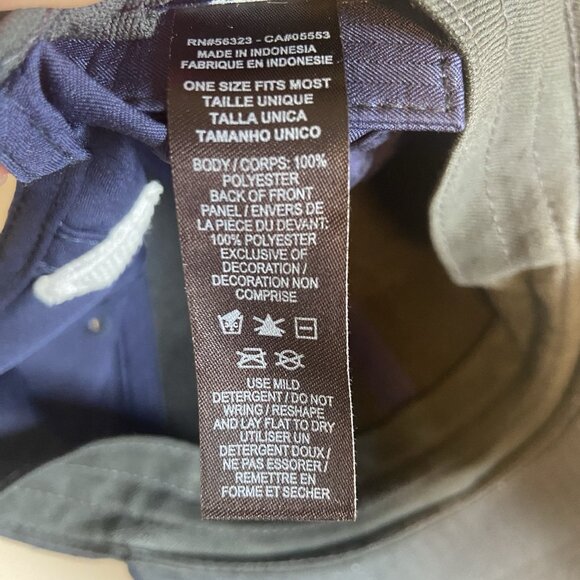 RN#56323 - CA#05553
MADE IN INDONESIA
FABRIQUE EN INDONESIE
ONE SIZE FITS MOST
TAILLE UNIQUE
TALLA UNICA
TAMANHO UNICO
BODY / CORPS: 100%
POLYESTER
BACK OF FRONT
PANEL / ENVERS DE
LA PIÈCE DU DEVANT:
100% POLYESTER
EXCLUSIVE OF
DECORATION /
DECORATION NON
COMPRISE
USE MILD
DETERGENT / DO NOT
WRING / RESHAPE
AND LAY FLAT TO DRY
UTILISER UN
DETERGENT DOUX /
NE PAS ESSORER /
REMETTRE EN
FORME ET SÉCHER